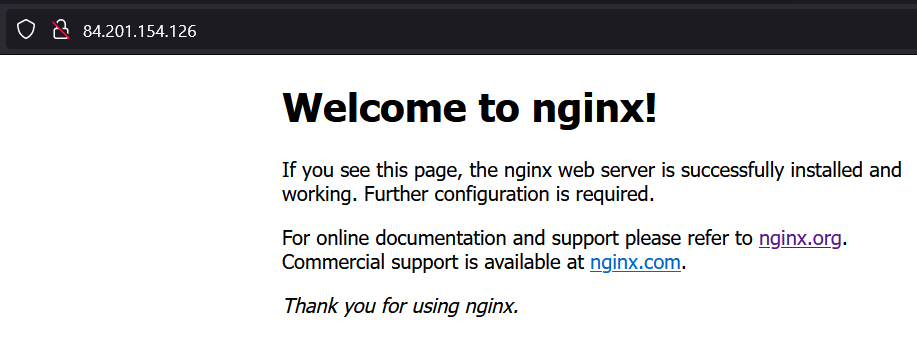 84.201.154.126
Welcome to nginx!
If you see this page, the nginx web server is successfully installed and
working. Further configuration is required.
For online documentation and support please refer to nginx.org.
Commercial support is available at nginx.com.
Thank you for using nginx.